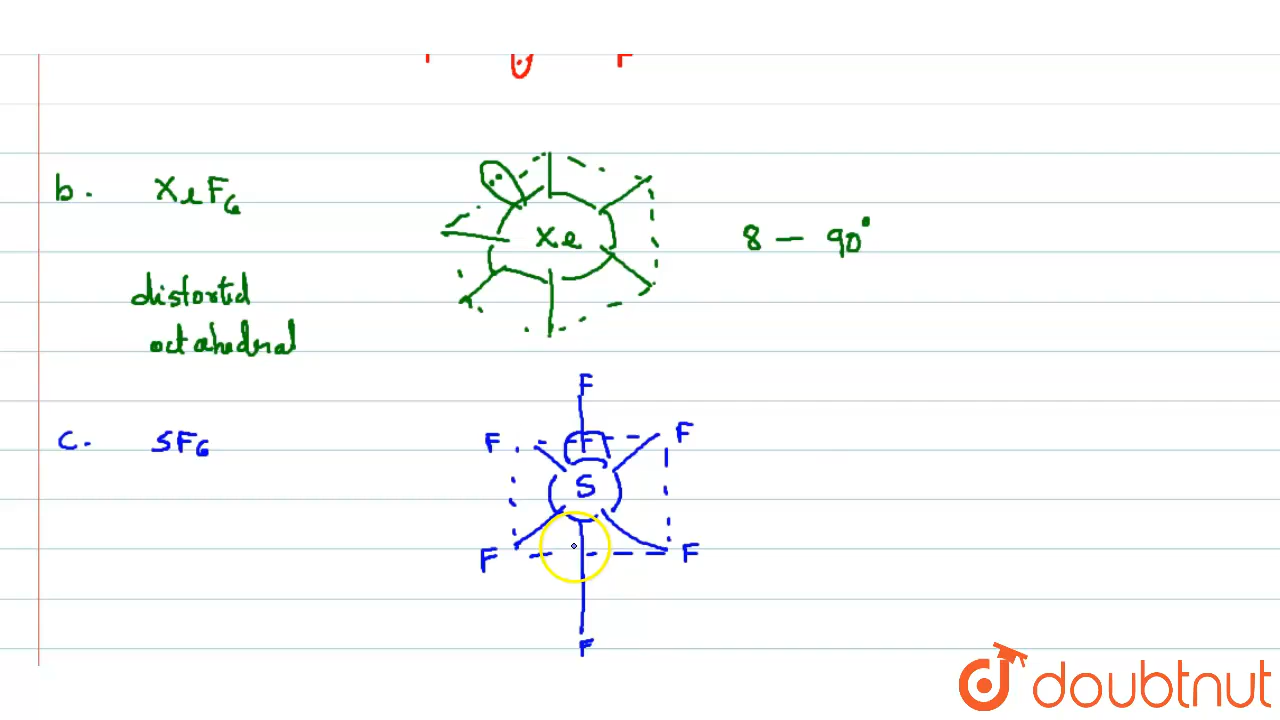 F
b. XeF6
Xe
8 - 90°
distorted
octahedral
F
F F
c. SF6
S
F F
F
doubtnut